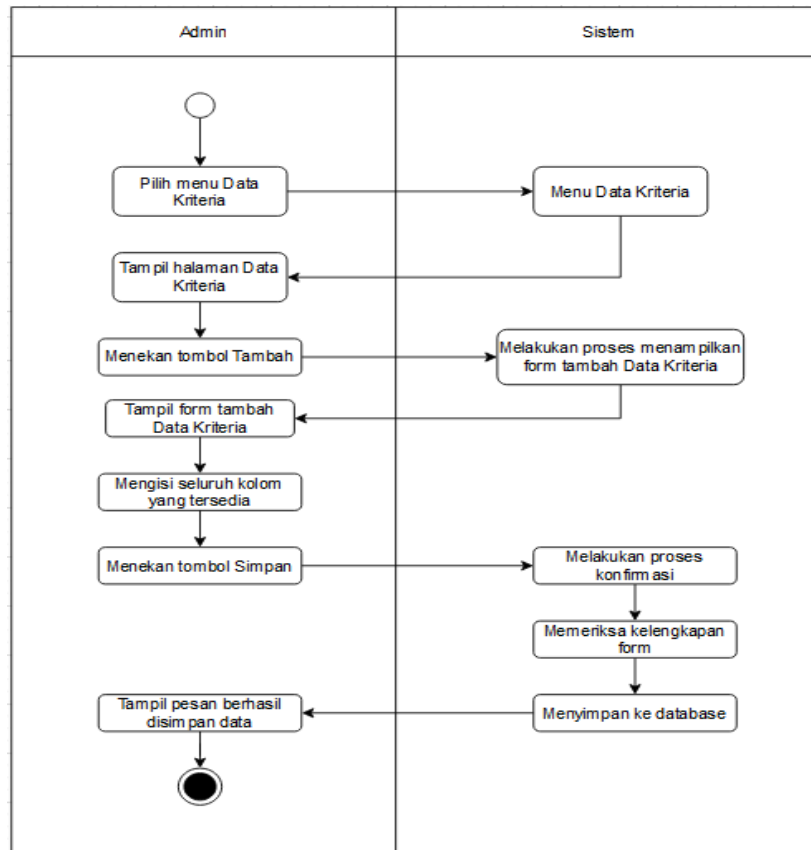 Admin
Sistem
Pilih menu Data
Kriteria
Menu Data Kriteria
Tampil halaman Data
Kriteria
Menekan tombol Tambah
Melakukan proses menampilkan
form tambah Data Kriteria
Tampil form tambah
Data Kriteria
Mengisi seluruh kolom
yang tersedia
Menekan tombol Simpan
Melakukan proses
konfirmasi
Memeriksa kelengkapan
form
Menyimpan ke database
Tampil pesan berhasil
disimpan data